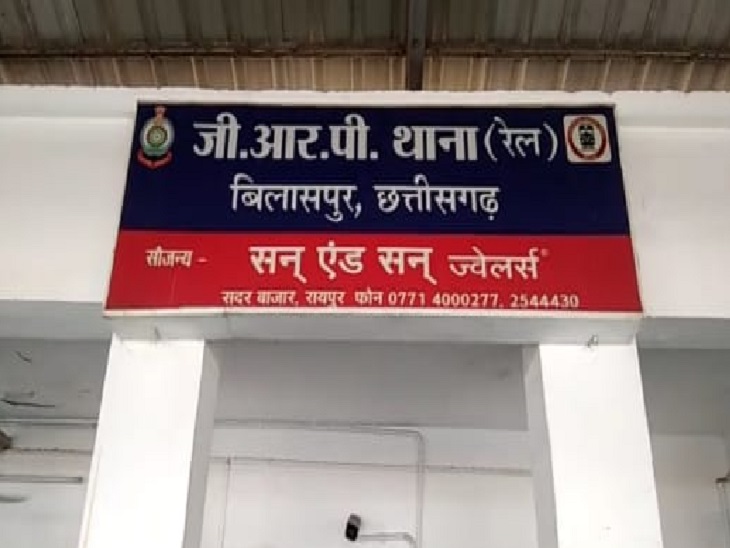 जी.आर.पी. थाना (रेल)
बिलासपुर, छत्तीसगढ़
सौजन्य - सन् एंड सन् ज्वेलर्स
सदर बाजार, रायपुर फोन 0771 4000277, 2544430